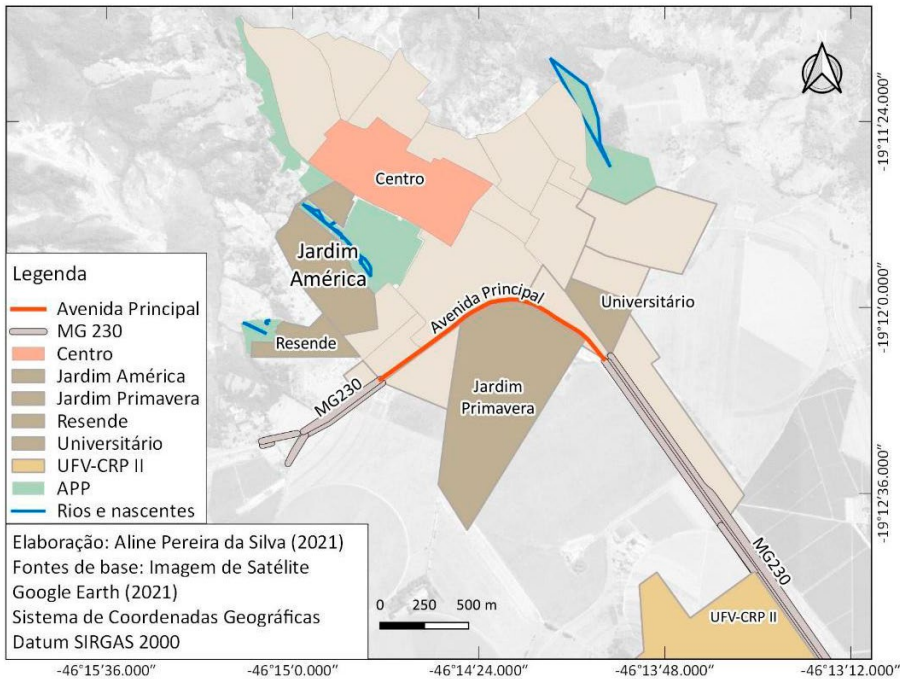 Centro
Jardim
América
Avenida Principal
Universitário
Resende
Jardim
Primavera
MG230
MG230
UFV-CRP II
Legenda
Avenida Principal
MG 230
Centro
Jardim América
Jardim Primavera
Resende
Universitário
UFV-CRP II
APP
Rios e nascentes
Elaboração: Aline Pereira da Silva (2021)
Fontes de base: Imagem de Satélite
Google Earth (2021)
Sistema de Coordenadas Geográficas
Datum SIRGAS 2000
0 250 500 m
-19°11'24.000"
-19°12'0.000"
-19°12'36.000"
-46°15'36.000" -46°15'0.000" -46°14'24.000" -46°13'48.000" -46°13'12.000"